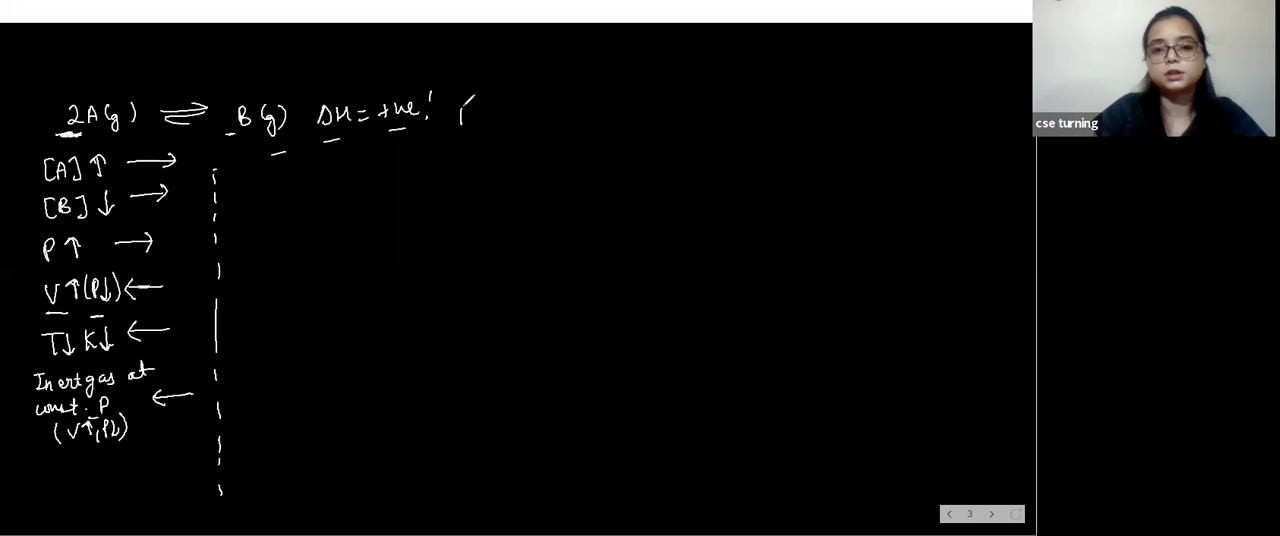 2A(g) ⇌ B(g) ΔH = +ve!
[A]↑ →
[B]↓ →
P↑ →
V↑(P↓) ←
T↓ K↓ ←
Inert gas at
const. P ←
(V↑, P↓)
cse turning
3